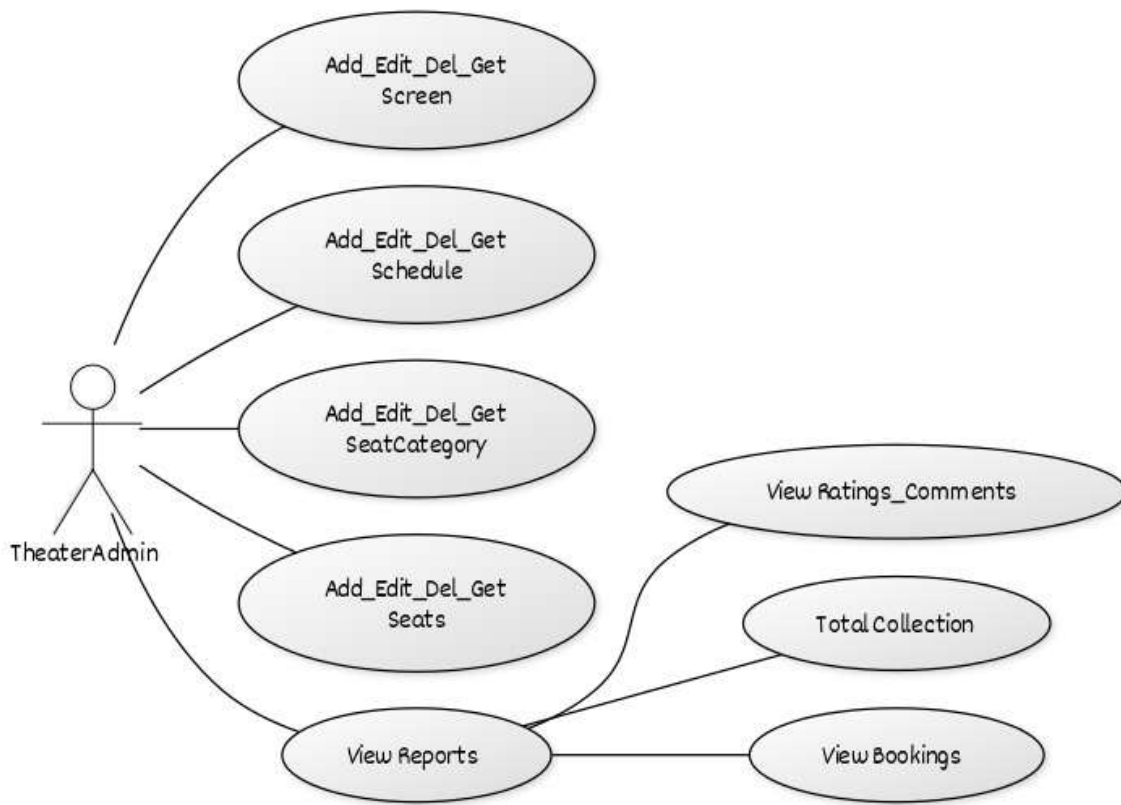 Add_Edit_Del_Get
Screen
Add_Edit_Del_Get
Schedule
Add_Edit_Del_Get
SeatCategory
TheaterAdmin
Add_Edit_Del_Get
Seats
View Reports
View Ratings_Comments
Total Collection
View Bookings